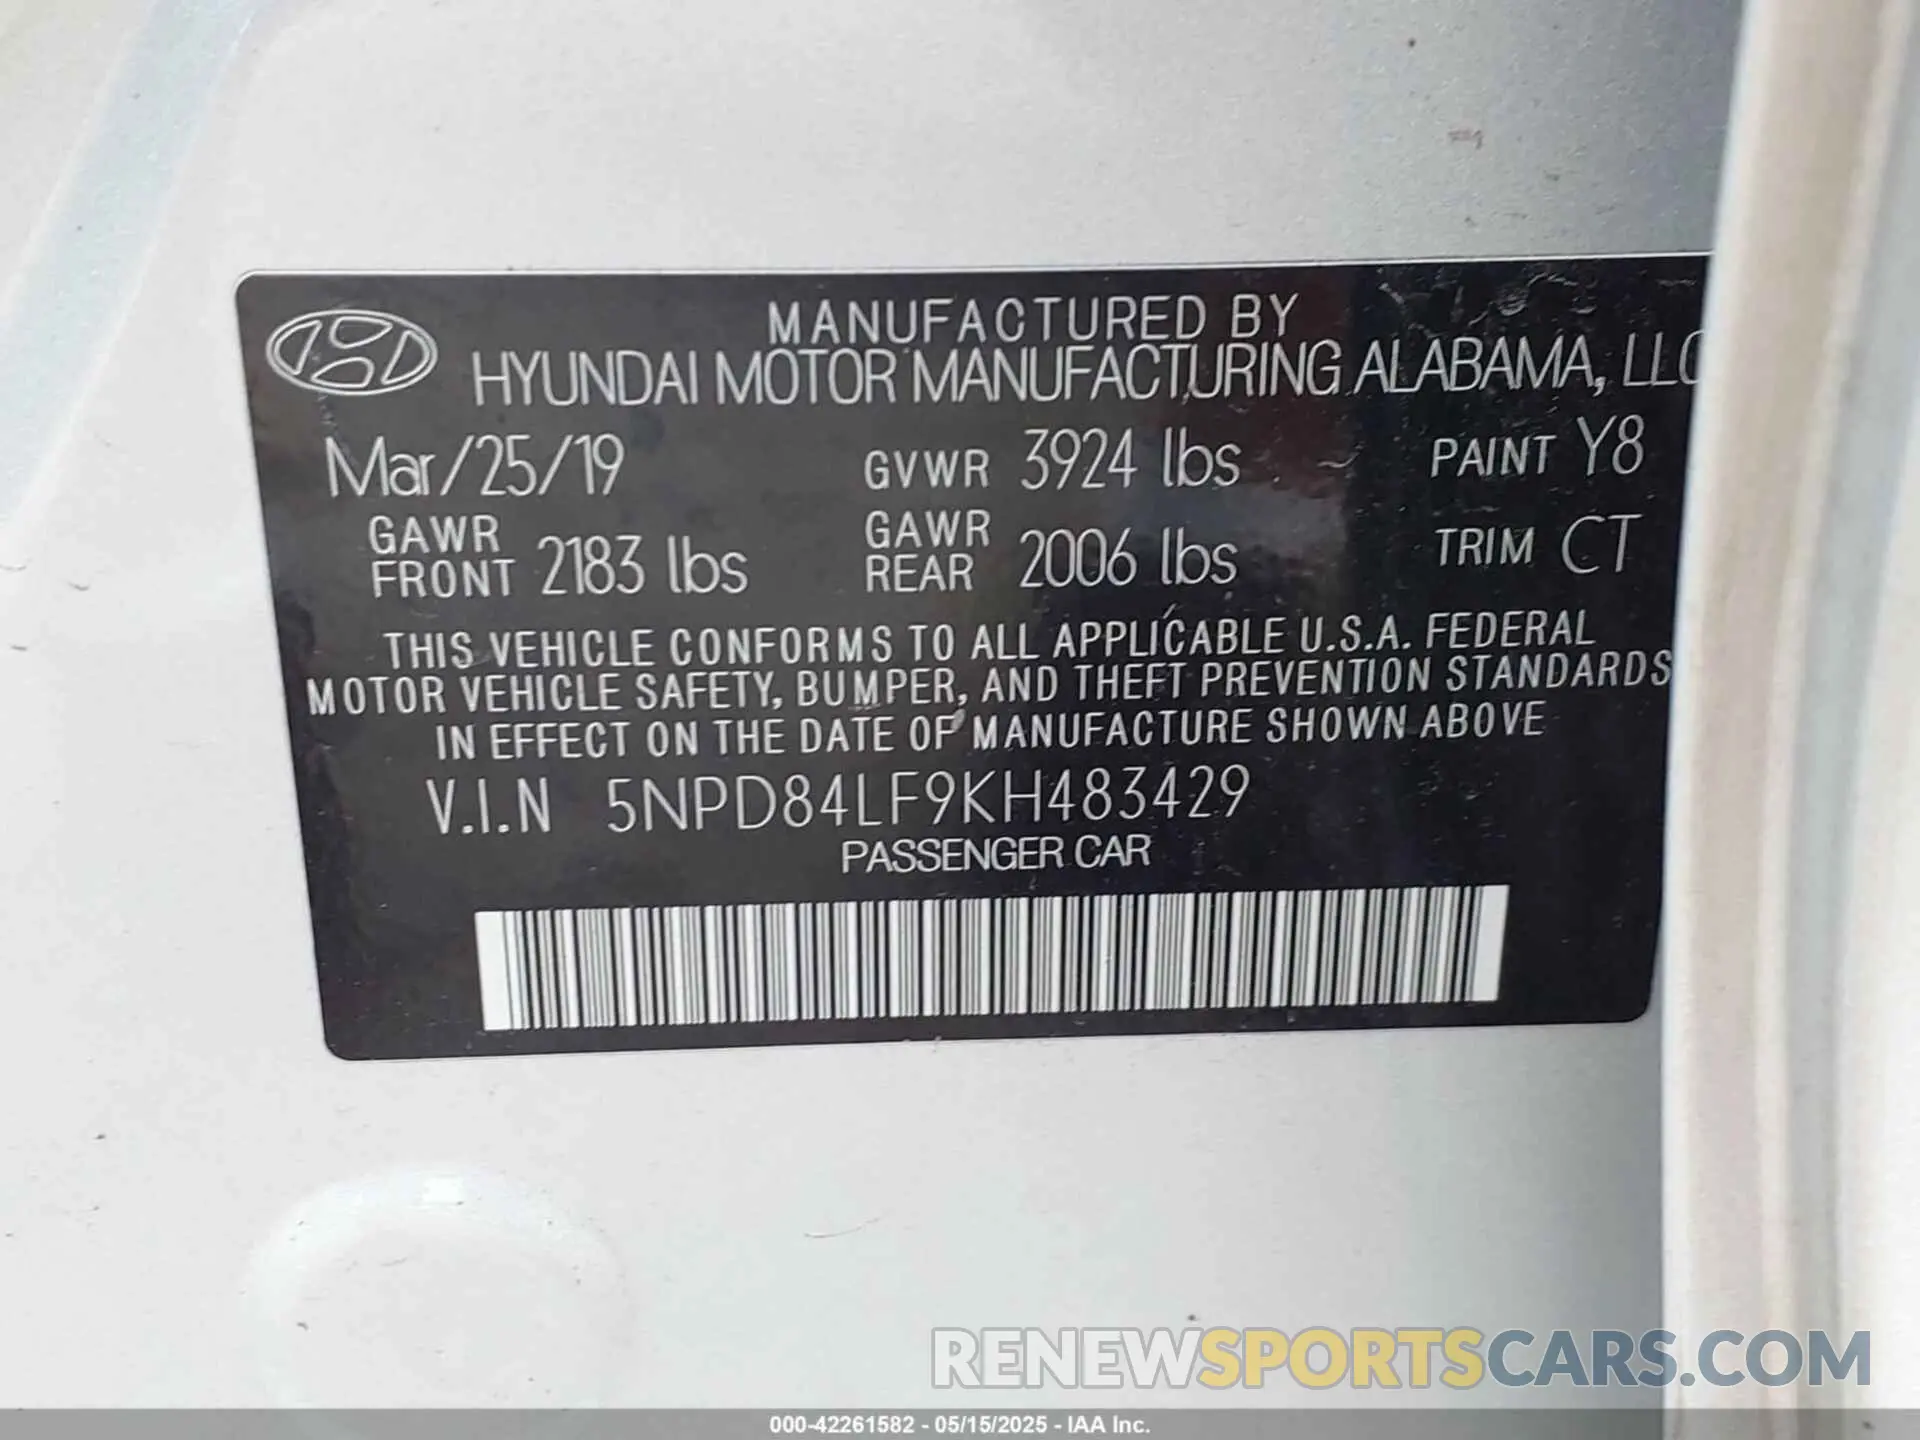 MANUFACTURED BY
HYUNDAI MOTOR MANUFACTURING ALABAMA, LLC
Mar/25/19 GVWR 3924 lbs PAINT Y8
GAWR FRONT 2183 lbs GAWR REAR 2006 lbs TRIM CT
THIS VEHICLE CONFORMS TO ALL APPLICABLE U.S.A. FEDERAL
MOTOR VEHICLE SAFETY, BUMPER, AND THEFT PREVENTION STANDARDS
IN EFFECT ON THE DATE OF MANUFACTURE SHOWN ABOVE
V.I.N 5NPD84LF9KH483429
PASSENGER CAR
RENEWSPORTSCARS.COM
000-42261582 - 05/15/2025 - IAA Inc.